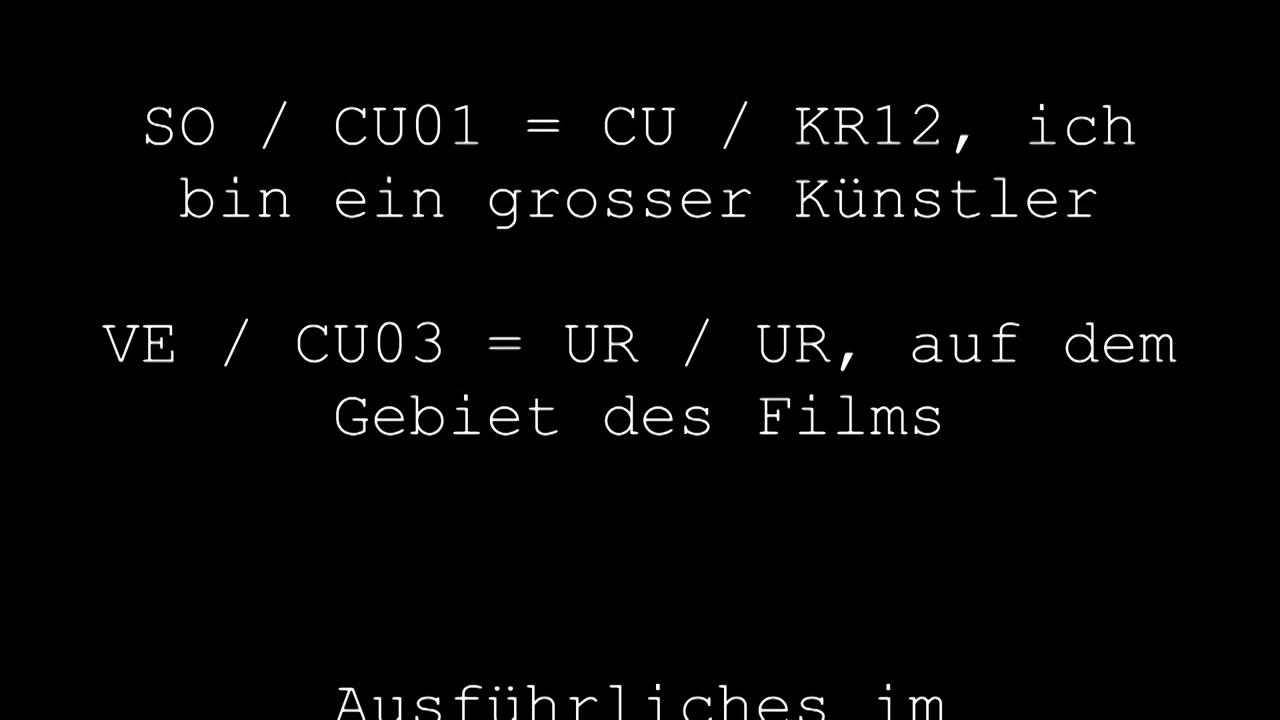 SO / CU01 = CU / KR12, ich
bin ein grosser Künstler
VE / CU03 = UR / UR, auf dem
Gebiet des Films
Ausführliches im